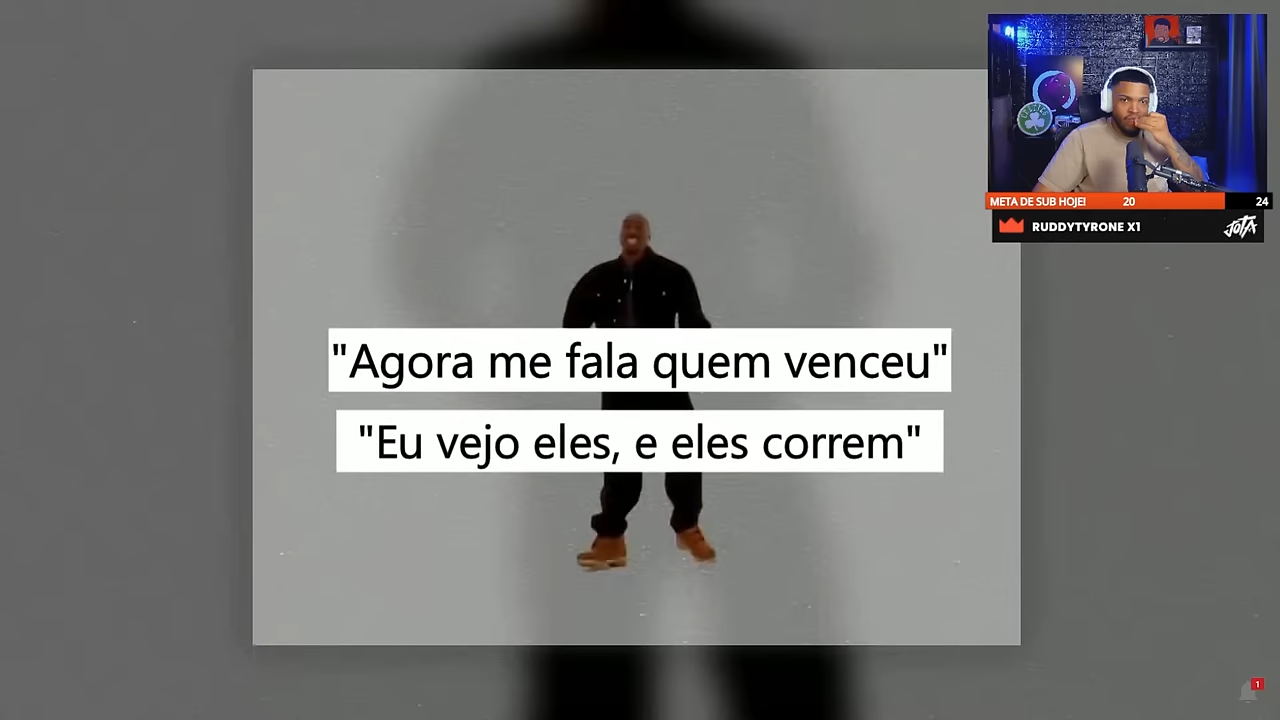 META DE SUB HOJE! 20 24
RUDDYTYRONE X1
JOTA
"Agora me fala quem venceu"
"Eu vejo eles, e eles correm"
1